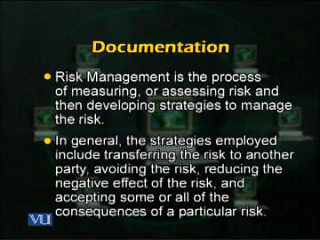 Documentation
• Risk Management is the process
of measuring, or assessing risk and
then developing strategies to manage
the risk.
• In general, the strategies employed
include transferring the risk to another
party, avoiding the risk, reducing the
negative effect of the risk, and
accepting some or all of the
consequences of a particular risk.
VU